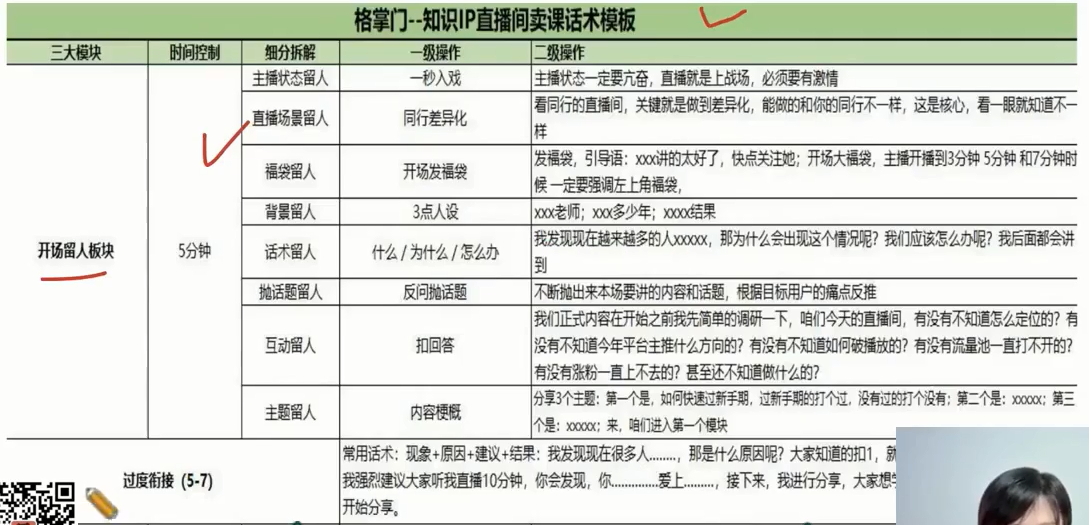 格掌门--知识IP直播间卖课话术模板
三大模块 时间控制 细分拆解 一级操作 二级操作
开场留人板块 5分钟
主播状态留人 一秒入戏 主播状态一定要亢奋，直播就是上战场，必须要有激情
直播场景留人 同行差异化 看同行的直播间，关键就是做到差异化，能做的和你的同行不一样，这是核心，看一眼就知道不一
样
福袋留人 开场发福袋 发福袋，引导语：xxx讲的太好了，快点关注她；开场大福袋，主播开播到3分钟 5分钟 和7分钟时
候 一定要强调左上角福袋，
背景留人 3点人设 xxx老师；xxx多少年；xxxx结果
话术留人 什么 / 为什么 / 怎么办 我发现现在越来越多的人xxxxx，那为什么会出现这个情况呢？我们应该怎么办呢？我后面都会讲
到
抛话题留人 反问抛话题 不断抛出来本场要讲的内容和话题，根据目标用户的痛点反推
互动留人 扣回答 我们正式内容在开始之前我先简单的调研一下，咱们今天的直播间，有没有不知道怎么定位的？有
没有不知道今年平台主推什么方向的？有没有不知道如何破播放的？有没有流量池一直打不开的？
有没有涨粉一直上不去的？甚至还不知道做什么的？
主题留人 内容梗概 分享3个主题：第一个是，如何快速过新手期，过新手期的打个过，没有过的打个没有；第二个是：xxxxx；第三
个是：xxxxx；来，咱们进入第一个模块
过度衔接（5-7） 常用话术：现象+原因+建议+结果：我发现现在很多人........，那是什么原因呢？大家知道的扣1，就
我强烈建议大家听我直播10分钟，你会发现，你.............爱上........，接下来，我进行分享，大家想
开始分享。